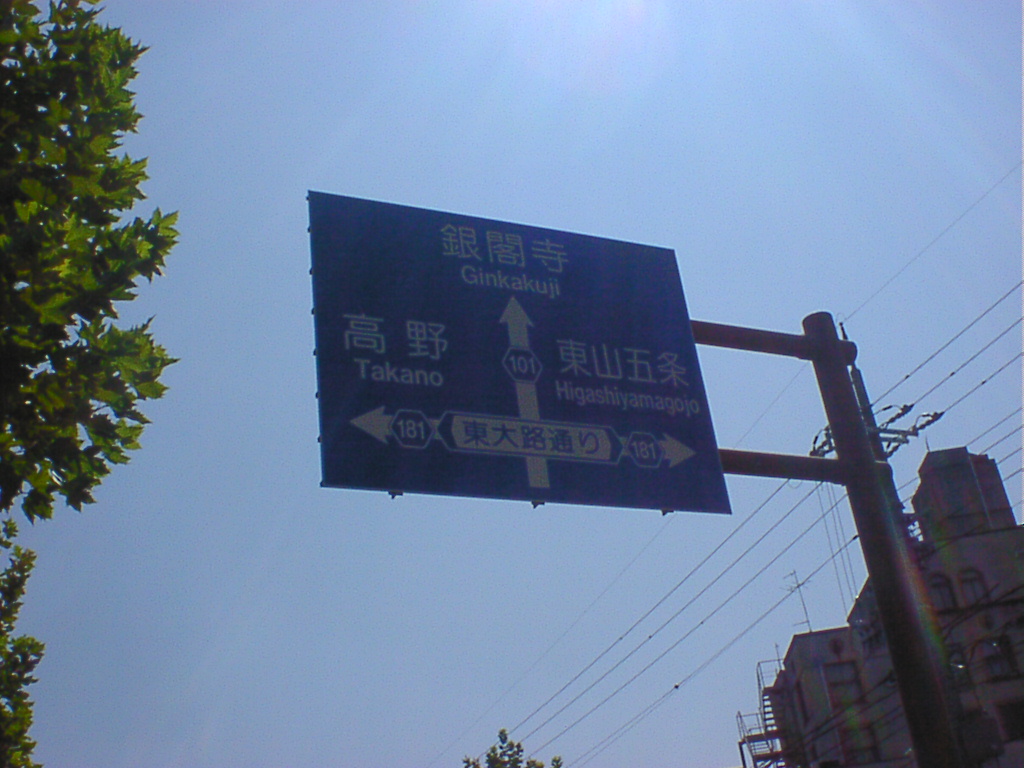 銀閣寺
Ginkakuji
高野
Takano
101
東山五条
Higashiyamagojo
181
東大路通り
181